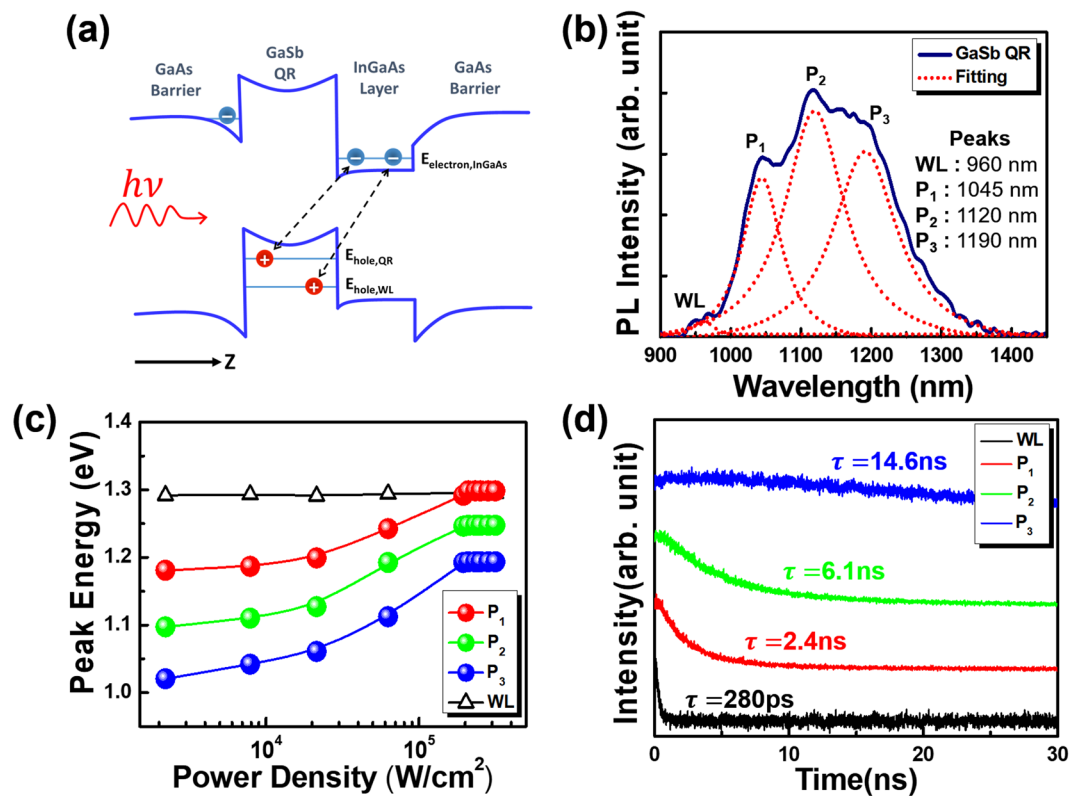 (a)
GaAs
Barrier
GaSb
QR
InGaAs
Layer
GaAs
Barrier
hν
E electron,InGaAs
E hole,QR
E hole,WL
Z
(b)
PL Intensity (arb. unit)
GaSb QR
Fitting
WL
P1
P2
P3
Peaks
WL : 960 nm
P1 : 1045 nm
P2 : 1120 nm
P3 : 1190 nm
900 1000 1100 1200 1300 1400
Wavelength (nm)
(c)
Peak Energy (eV)
1.4
1.3
1.2
1.1
1.0
P1
P2
P3
WL
10^4 10^5
Power Density (W/cm²)
(d)
Intensity(arb. unit)
WL
P1
P2
P3
τ =14.6ns
τ =6.1ns
τ =2.4ns
τ =280ps
0 10 20 30
Time(ns)